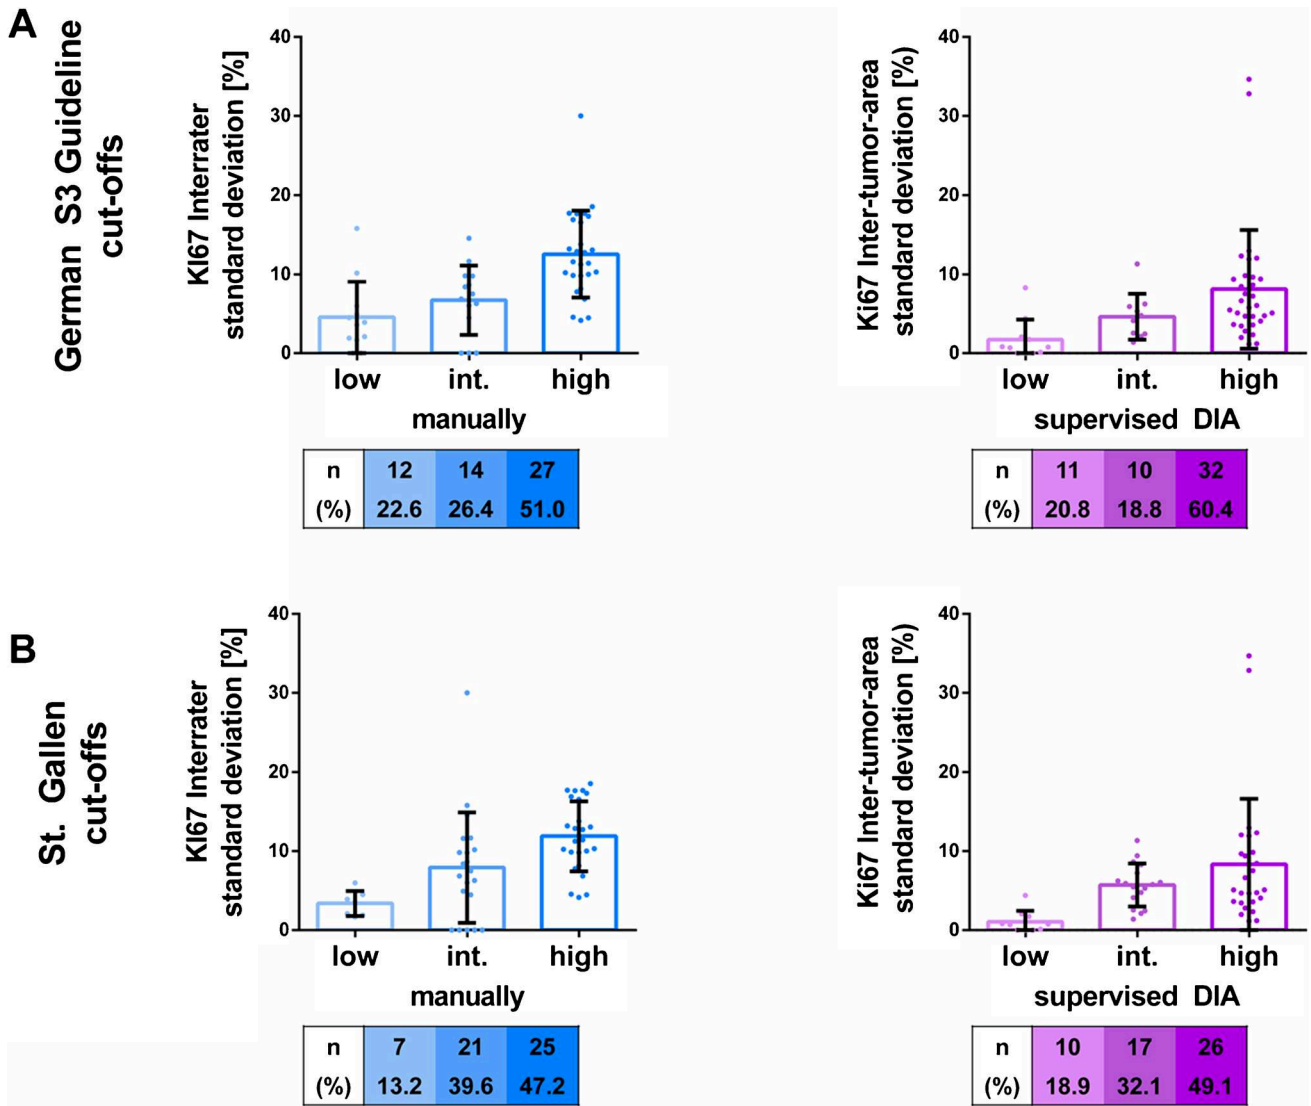 A
German S3 Guideline
cut-offs
KI67 Interrater
standard deviation [%]
40
30
20
10
0
low int. high
manually
n 12 14 27
(%) 22.6 26.4 51.0
Ki67 Inter-tumor-area
standard deviation (%)
40
30
20
10
0
low int. high
supervised DIA
n 11 10 32
(%) 20.8 18.8 60.4
B
St. Gallen
cut-offs
KI67 Interrater
standard deviation [%]
40
30
20
10
0
low int. high
manually
n 7 21 25
(%) 13.2 39.6 47.2
Ki67 Inter-tumor-area
standard deviation (%)
40
30
20
10
0
low int. high
supervised DIA
n 10 17 26
(%) 18.9 32.1 49.1